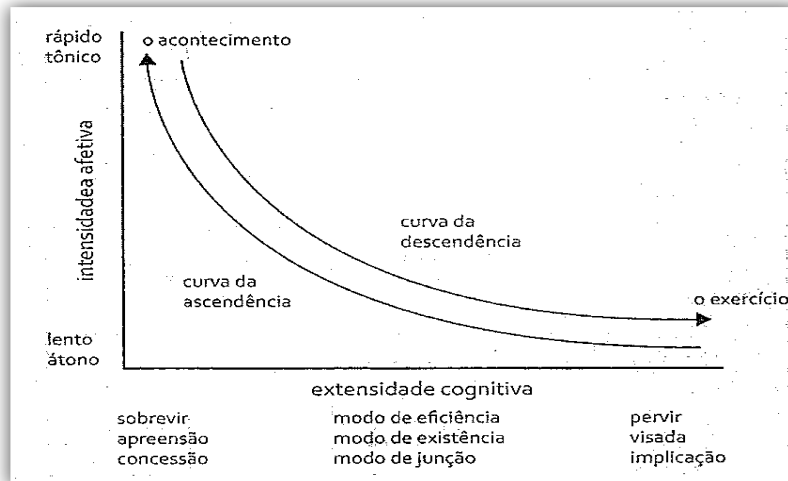 rápido
tônico
o acontecimento
intensidadea afetiva
curva da
descendência
curva da
ascendência
o exercício
lento
átono
extensidade cognitiva
sobrevir modo de eficiência pervir
apreensão modo de existência visada
concessão modo de junção implicação